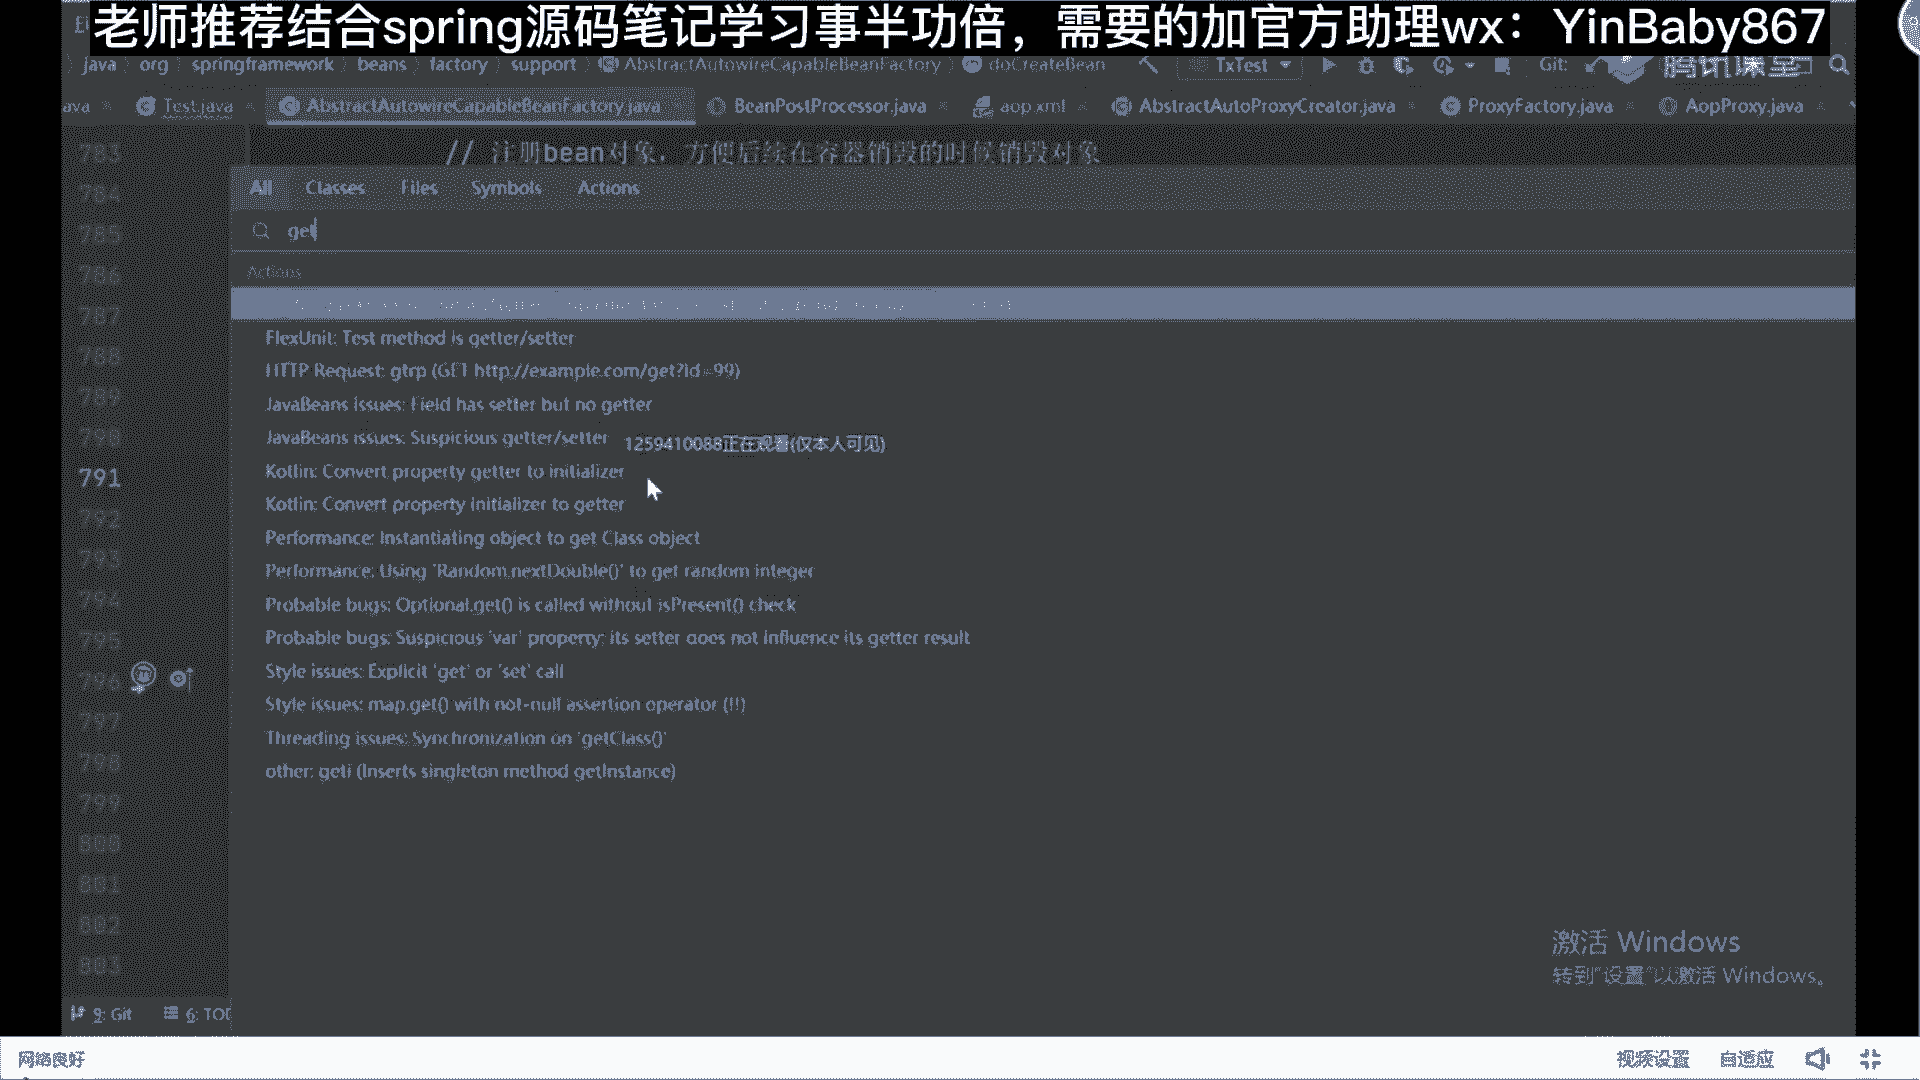 老师推荐结合spring源码笔记学习事半功倍，需要的加官方助理wx：YinBaby867
java org springframework beans factory support AbstractAutowireCapableBeanFactory doCreateBean TxTest Git: 腾讯课堂
ava Test.java AbstractAutowireCapableBeanFactory.java BeanPostProcessor.java aop.xml AbstractAutoProxyCreator.java ProxyFactory.java AopProxy.java
783 // 注册bean对象，方便后续在容器销毁的时候销毁对象
784 All Classes Files Symbols Actions
785 get
786 Actions
787
FlexUnit: Test method is getter/setter
788
HTTP Request: gtrp (GET http://example.com/get?id=99)
789 JavaBeans issues: Field has setter but no getter
790 JavaBeans issues: Suspicious getter/setter 1259410088正在观看(仅本人可见)
791 Kotlin: Convert property getter to initializer
792 Kotlin: Convert property initializer to getter
793 Performance: Instantiating object to get Class object
Performance: Using 'Random.nextDouble()' to get random integer
794 Probable bugs: Optional.get() is called without isPresent() check
795 Probable bugs: Suspicious 'var' property: its setter does not influence its getter result
796 Style issues: Explicit 'get' or 'set' call
797 Style issues: map.get() with not-null assertion operator (!!)
Threading issues: Synchronization on 'getClass()'
798 other: geti (Inserts singleton method getInstance)
799
800
801
802
803
激活 Windows
转到“设置”以激活 Windows。
9: Git 6: TOD
网络良好 视频设置 自适应